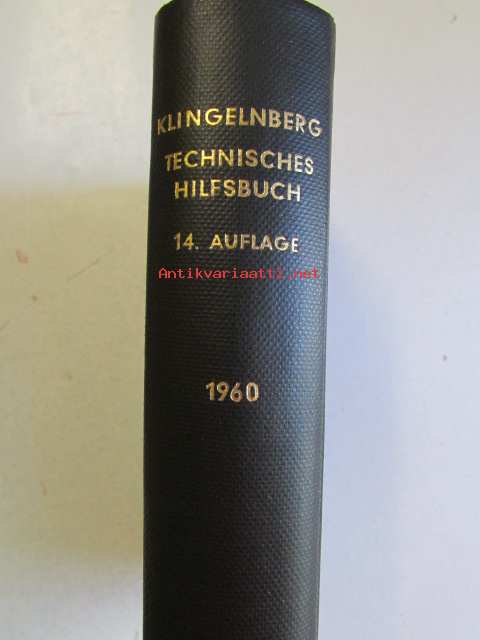 KLINGELNBERG
TECHNISCHES
HILFSBUCH
14. AUFLAGE
Antikvariaatti.net
1960